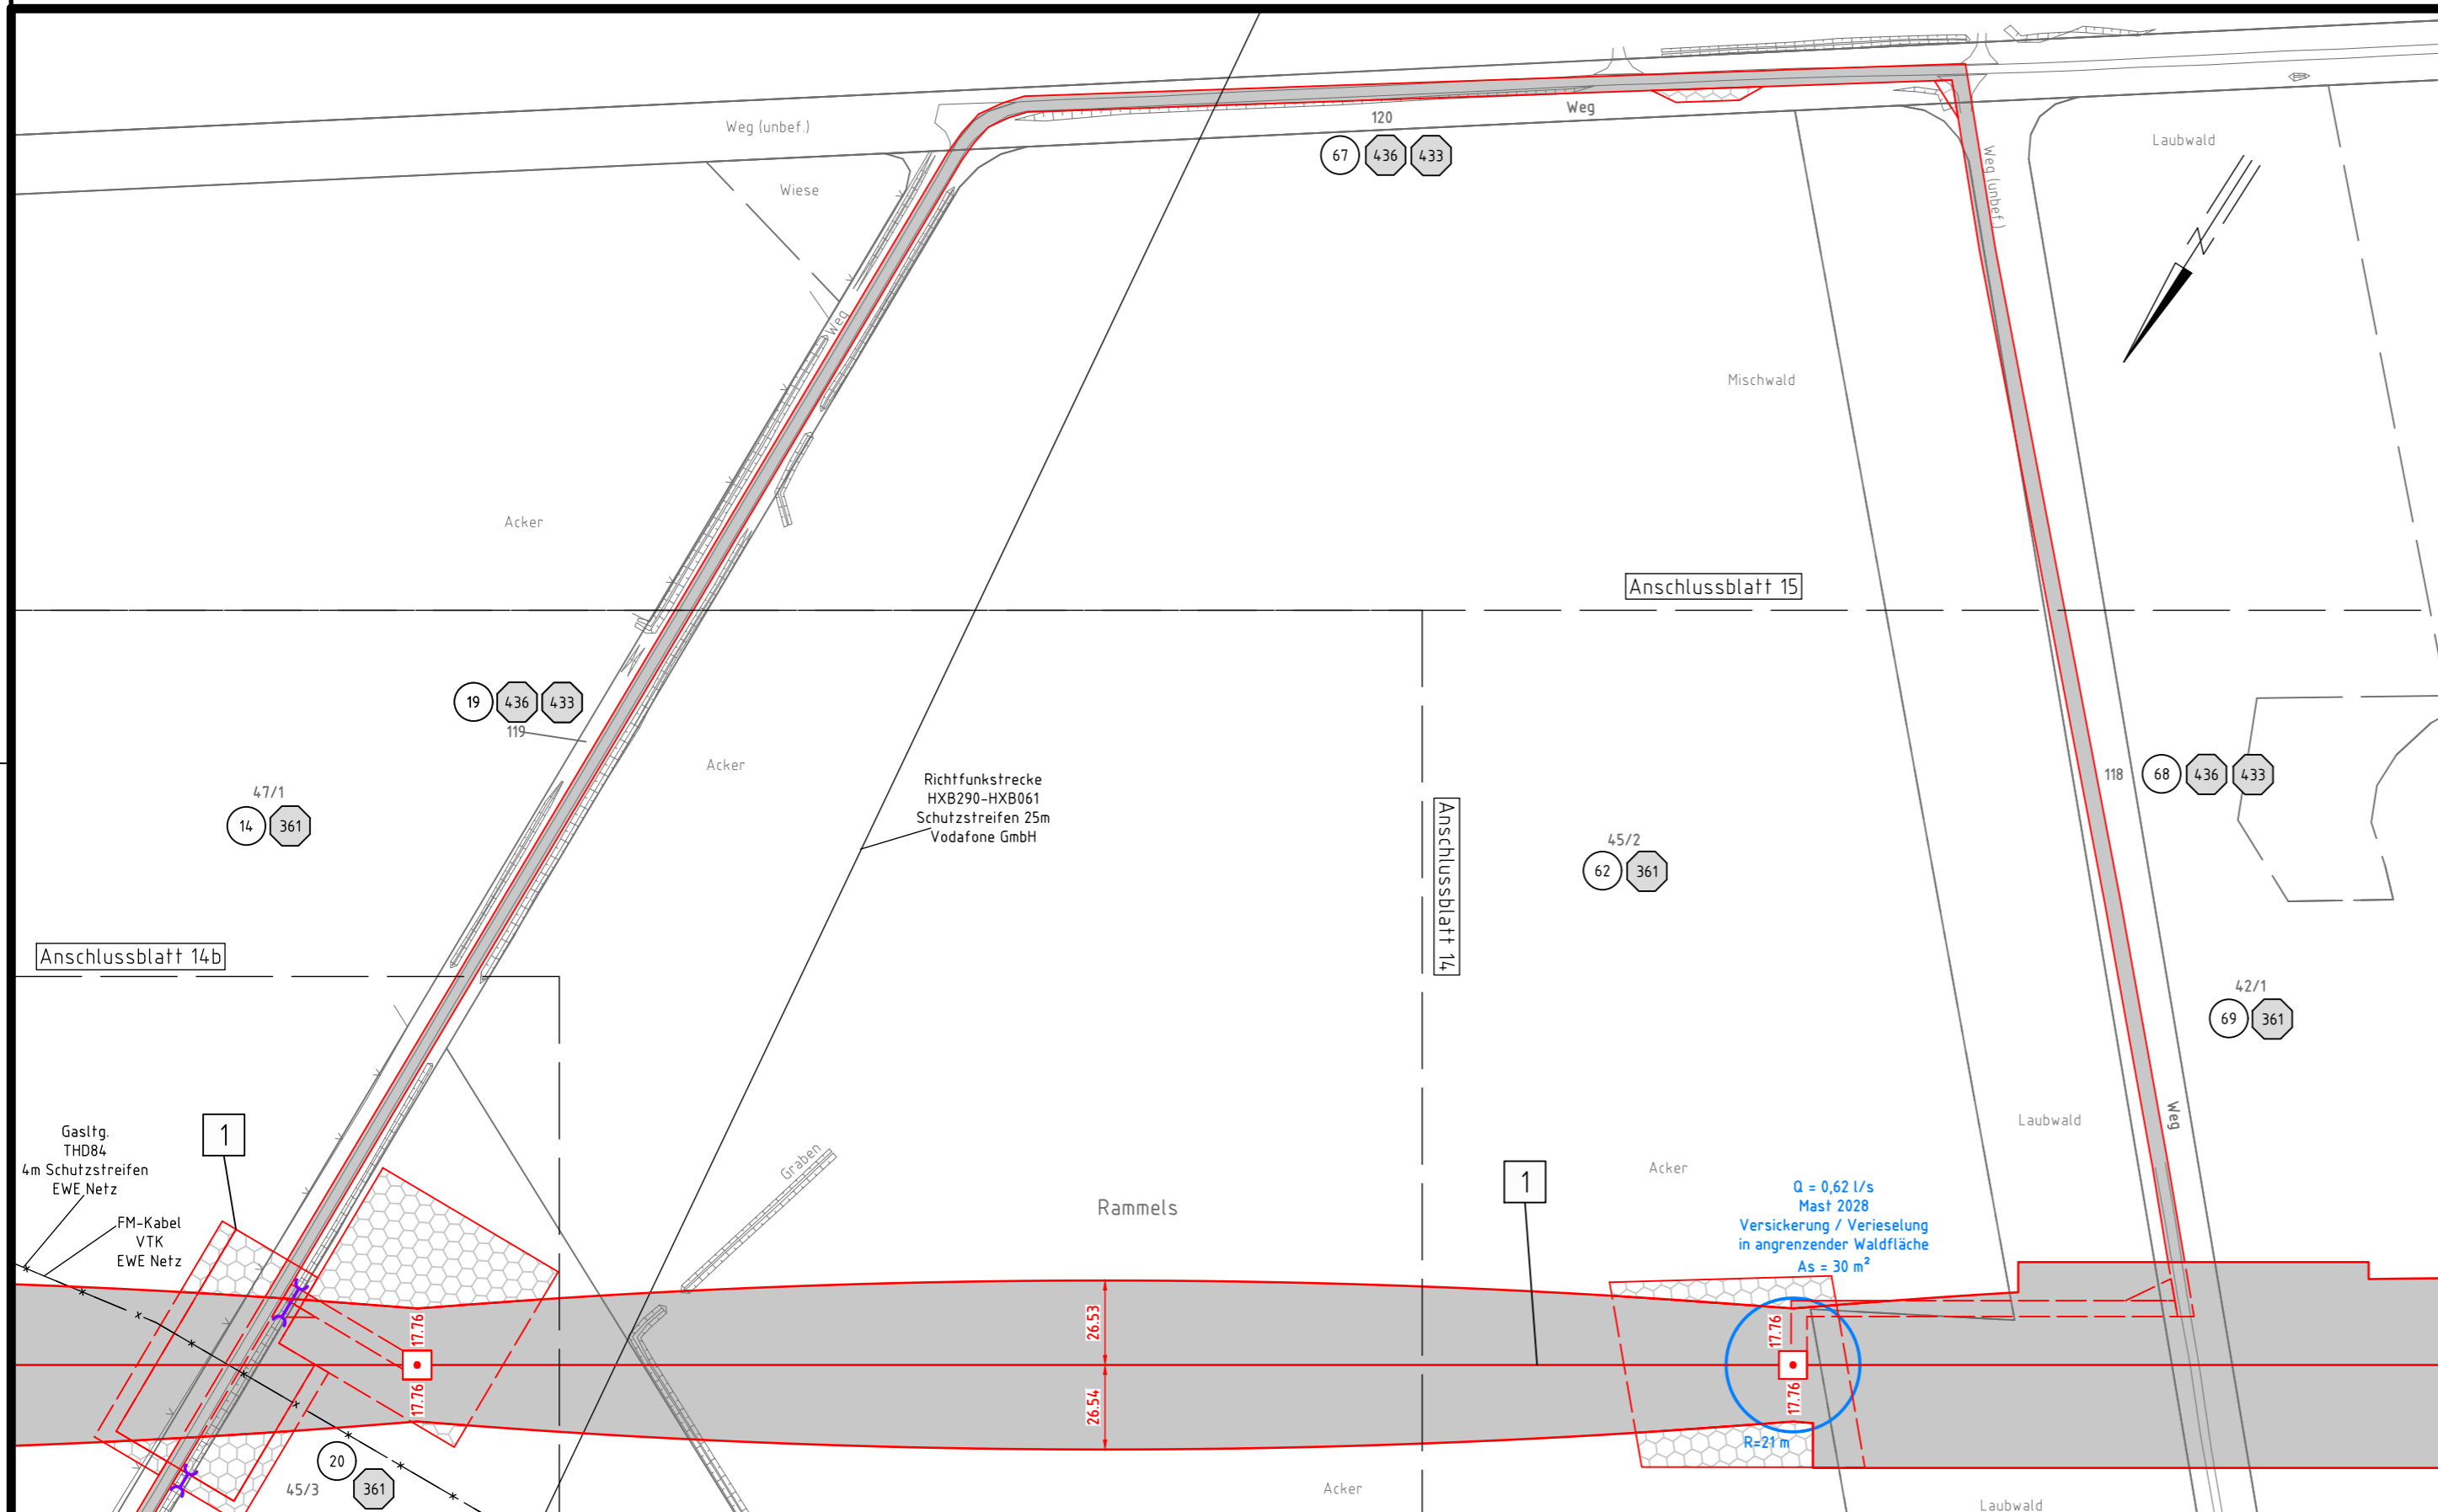 Weg (unbef.)
Wiese
Weg
120
67 436 433
Weg (unbef.)
Laubwald
N
Weg
Mischwald
Acker
Anschlussblatt 15
19 436 433
119
Acker
Richtfunkstrecke
HXB290-HXB061
Schutzstreifen 25m
Vodafone GmbH
47/1
14 361
Anschlussblatt 14
45/2
62 361
118
68 436 433
Anschlussblatt 14b
42/1
69 361
Gasltg.
THD84
4m Schutzstreifen
EWE Netz
1
FM-Kabel
VTK
EWE Netz
Graben
Rammels
Acker
1
Laubwald
Weg
Q = 0,62 l/s
Mast 2028
Versickerung / Verieselung
in angrenzender Waldfläche
As = 30 m²
17.76
17.76
26.53
26.54
17.76
17.76
R=21 m
20
45/3
361
Acker
Laubwald